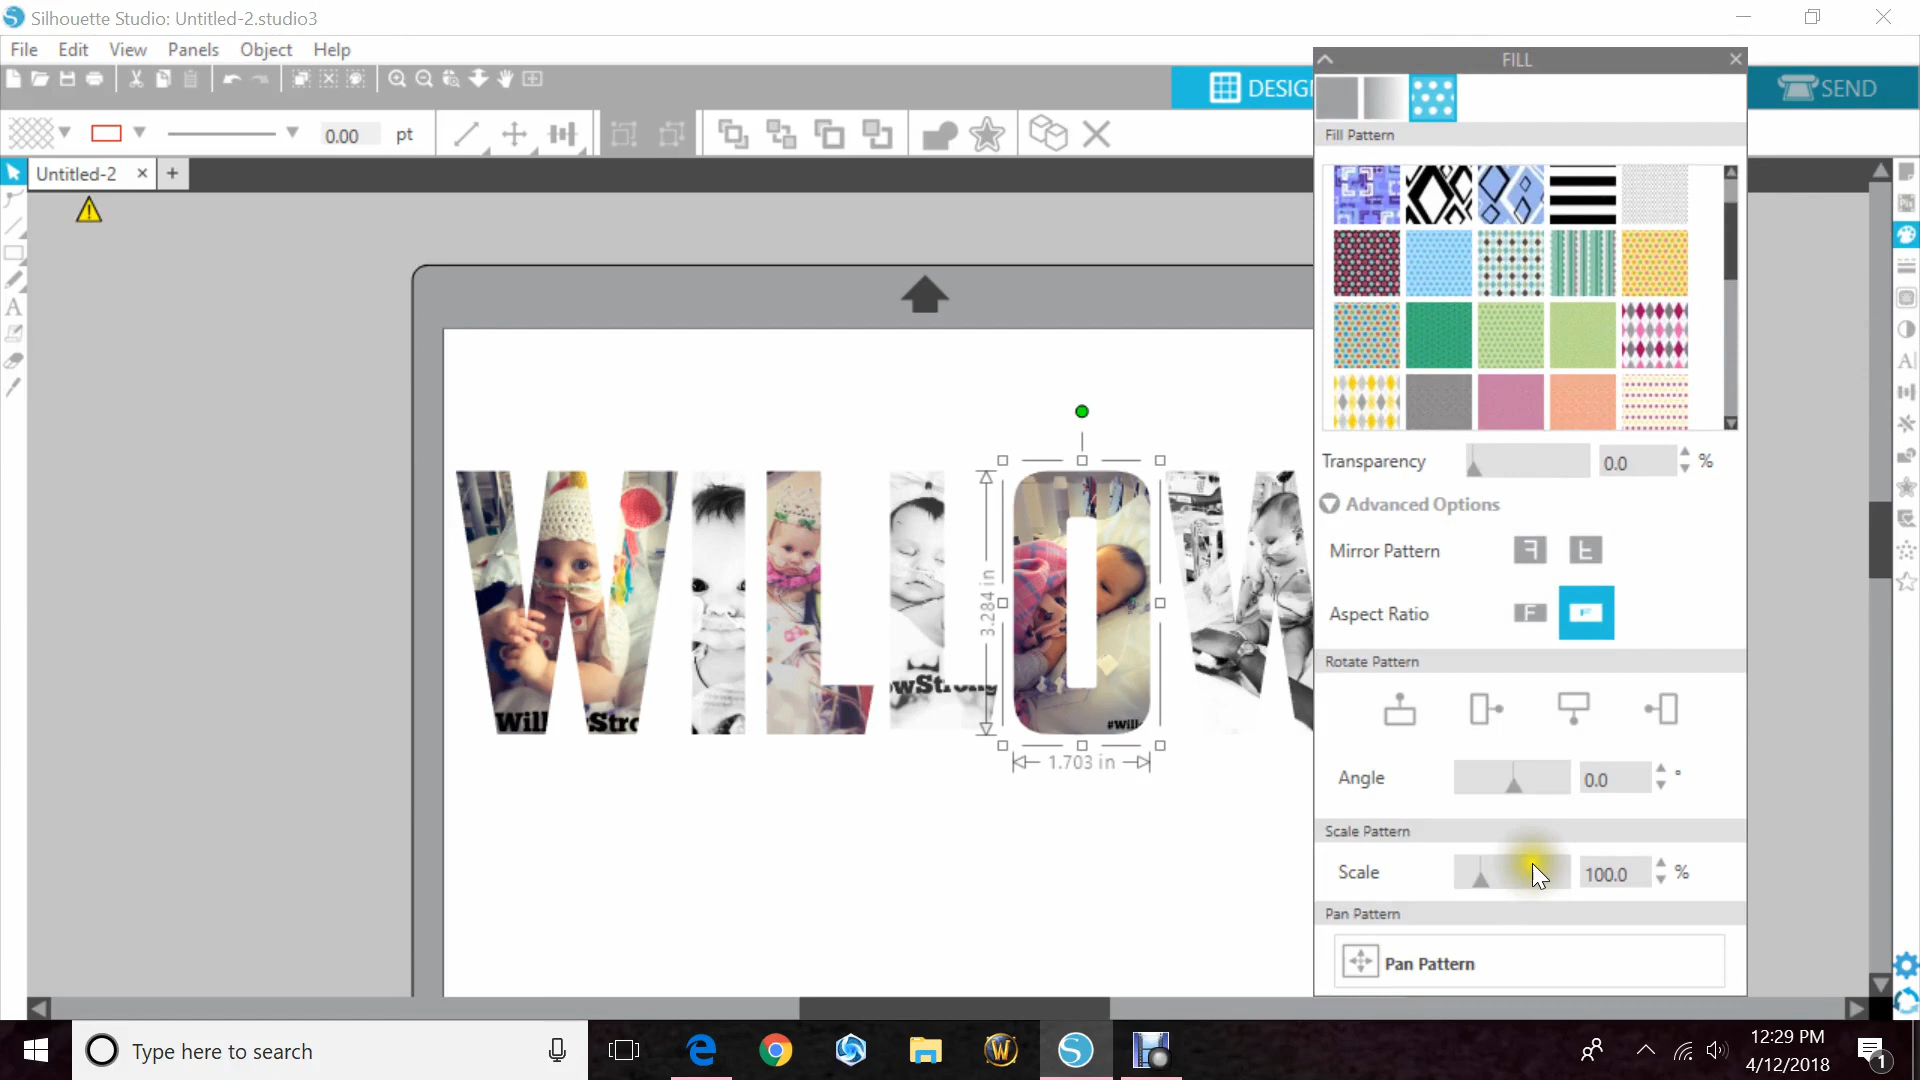 Silhouette Studio: Untitled-2.studio3
File Edit View Panels Object Help
DESIG
SEND
0.00 pt
Untitled-2
FILL
Fill Pattern
Transparency 0.0 %
Advanced Options
Mirror Pattern
Aspect Ratio
Rotate Pattern
Angle 0.0 °
Scale Pattern
Scale 100.0 %
Pan Pattern
Pan Pattern
WILLOW
3.284 in
1.703 in
Type here to search
12:29 PM
4/12/2018
1